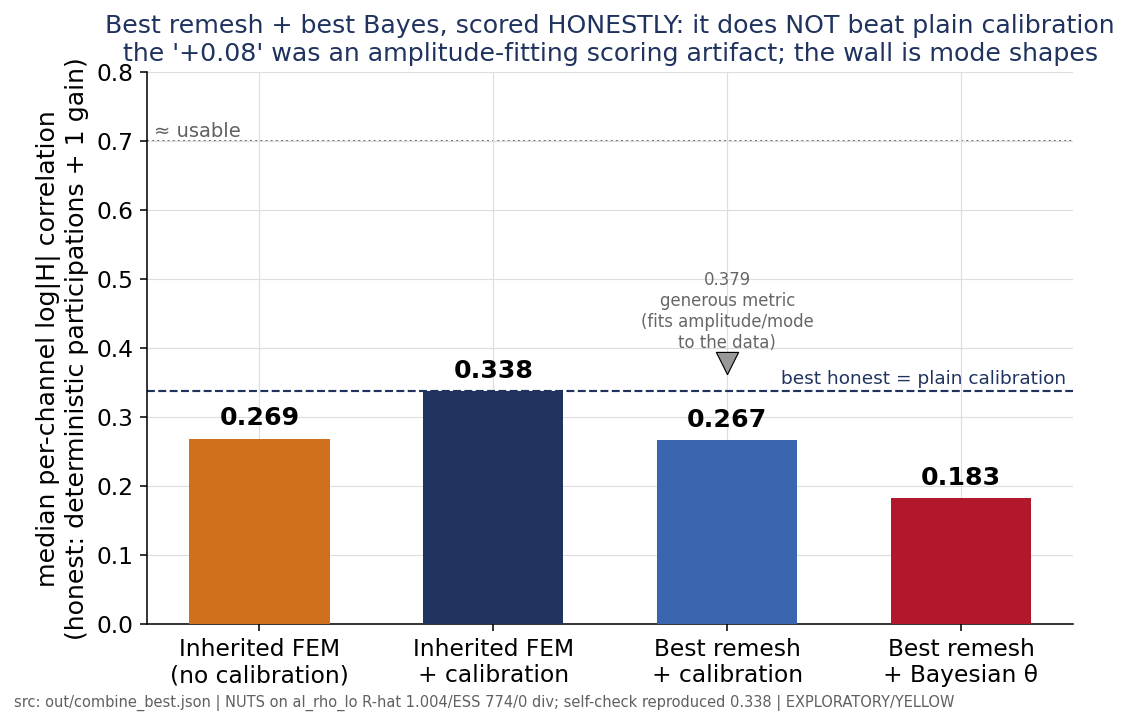 Best remesh + best Bayes, scored HONESTLY: it does NOT beat plain calibration
the '+0.08' was an amplitude-fitting scoring artifact; the wall is mode shapes
median per-channel log|H| correlation
(honest: deterministic participations + 1 gain)
0.8
0.7
0.6
0.5
0.4
0.3
0.2
0.1
0.0
≈ usable
0.379
generous metric
(fits amplitude/mode
to the data)
best honest = plain calibration
0.269
0.338
0.267
0.183
Inherited FEM
(no calibration)
Inherited FEM
+ calibration
Best remesh
+ calibration
Best remesh
+ Bayesian θ
src: out/combine_best.json | NUTS on al_rho_lo R-hat 1.004/ESS 774/0 div; self-check reproduced 0.338 | EXPLORATORY/YELLOW